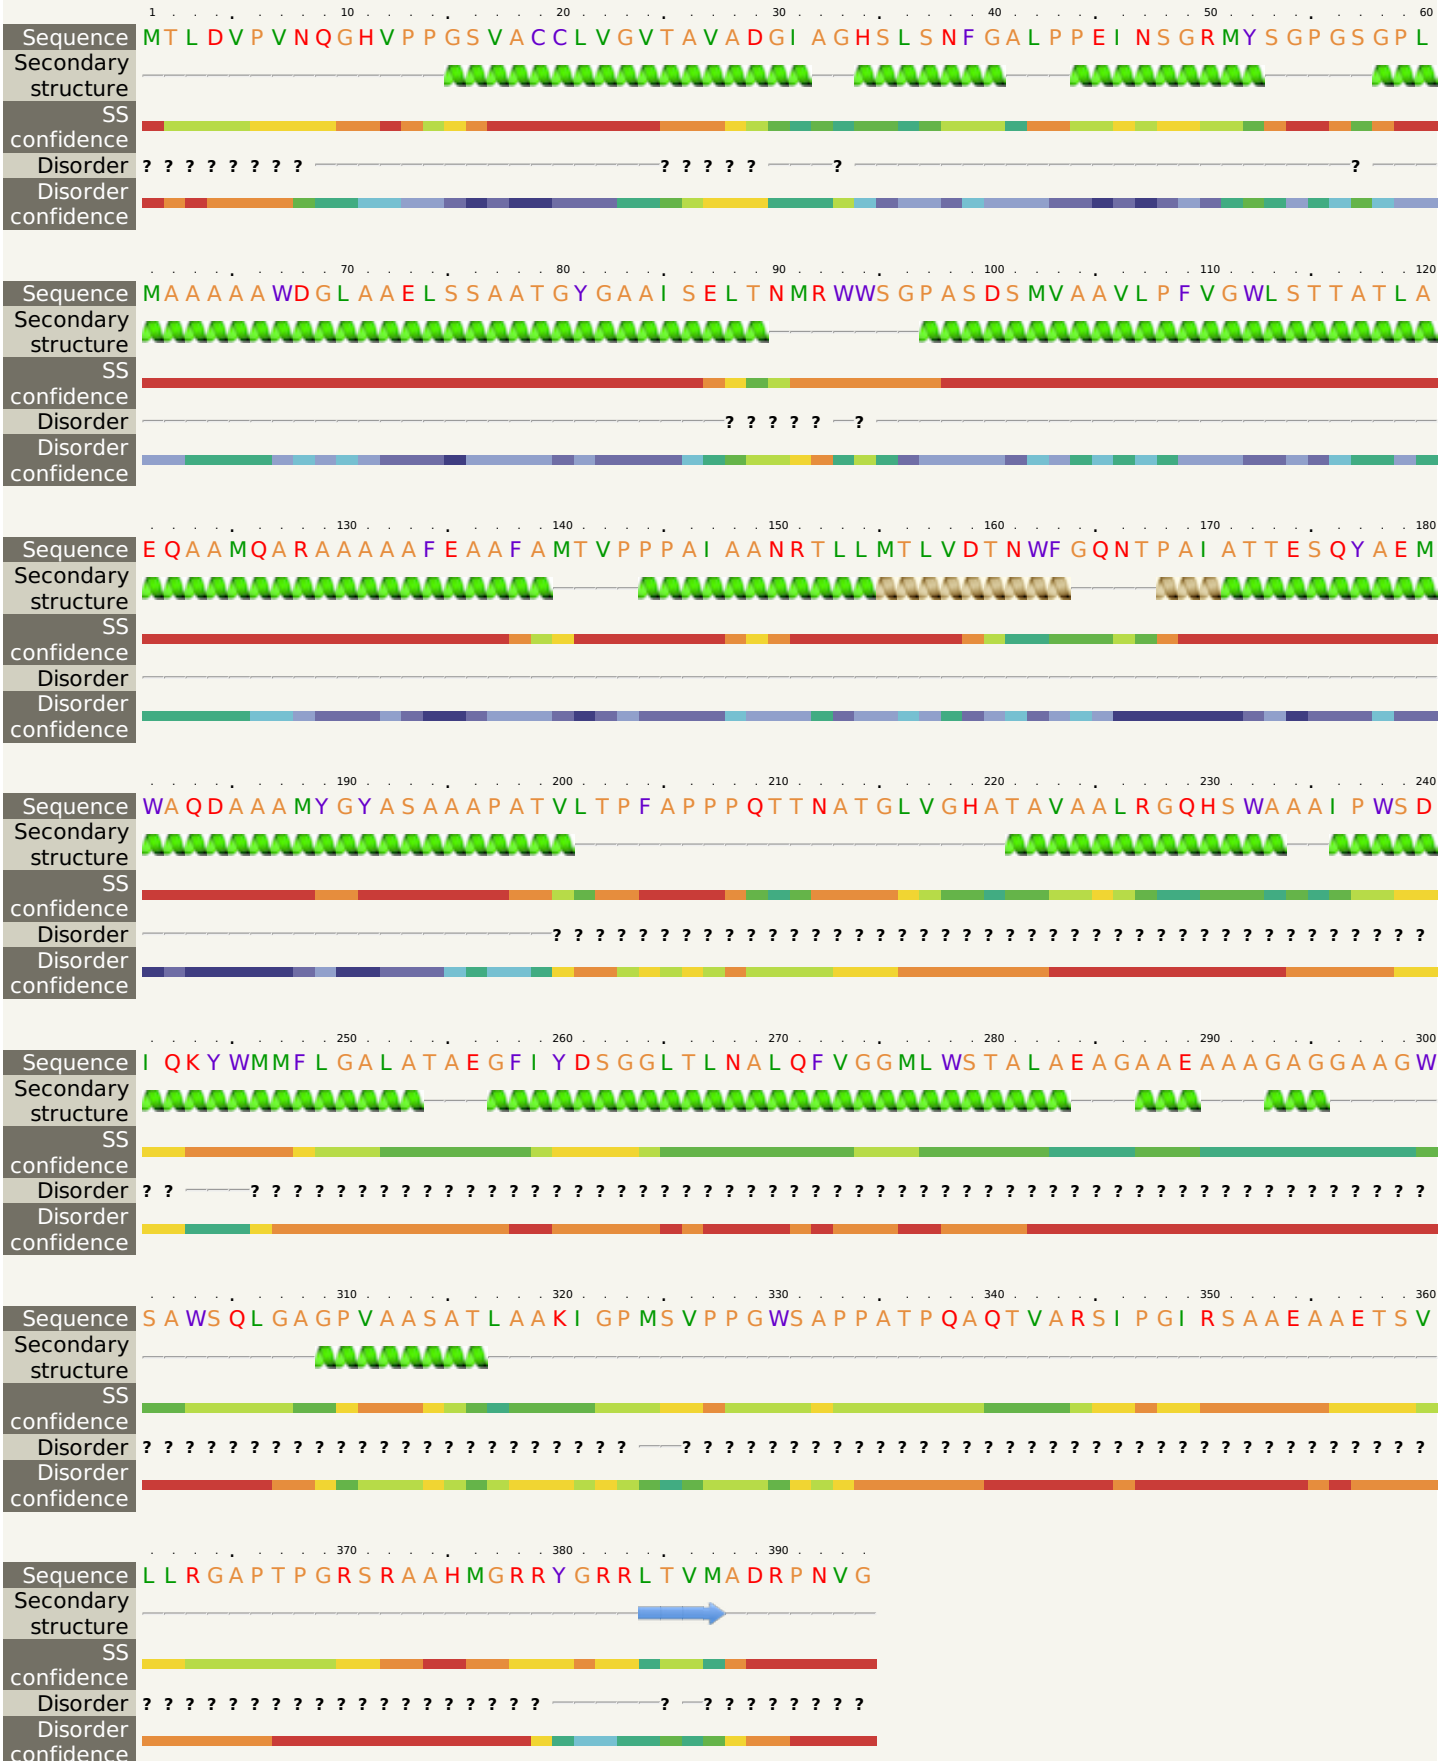 1 10 20 30 40 50 60
Sequence MTLDVPVNQGHVPPGSVACCLVGVTAVADGIAGHSLSNFGALPPEINSGRMYSGPGSGPL
Secondary
structure
SS
confidence
Disorder ? ? ? ? ? ? ? ? ? ? ? ? ? ? ?
Disorder
confidence
70 80 90 100 110 120
Sequence MAAAAAWDGLAAELSSAATGYGAAISELTNMRWWSGPASDSMVAAVLPFVGWLSTTATLA
Secondary
structure
SS
confidence
Disorder ? ? ? ? ? ?
Disorder
confidence
130 140 150 160 170 180
Sequence EQAAMQARAAAAAFEAAFAMTVPPPAIAANRTLLMTLVDTNWFGQNTPAIATTESQYAEM
Secondary
structure
SS
confidence
Disorder
Disorder
confidence
190 200 210 220 230 240
Sequence WAQDAAAMYGYASAAAPATVLTPFAPPPQTTNATGLVGHATAVAALRGQHSWAAAIPWSD
Secondary
structure
SS
confidence
Disorder ? ? ? ? ? ? ? ? ? ? ? ? ? ? ? ? ? ? ? ? ? ? ? ? ? ? ? ? ? ? ? ? ? ? ? ? ? ? ? ? ?
Disorder
confidence
250 260 270 280 290 300
Sequence IQKYWMMFLGALATAEGFIYDSGGLTLNALQFVGGMLWSTALAEAGAAEAAAGAGGAAGW
Secondary
structure
SS
confidence
Disorder ? ? ? ? ? ? ? ? ? ? ? ? ? ? ? ? ? ? ? ? ? ? ? ? ? ? ? ? ? ? ? ? ? ? ? ? ? ? ? ? ? ? ? ? ? ? ? ? ? ? ? ? ? ? ? ? ?
Disorder
confidence
310 320 330 340 350 360
Sequence SAWSQLGAGPVAASATLAAKIGPMSVPPGWSAPPATPQAQTVARSIPGIRSAAEAAETSV
Secondary
structure
SS
confidence
Disorder ? ? ? ? ? ? ? ? ? ? ? ? ? ? ? ? ? ? ? ? ? ? ? ? ? ? ? ? ? ? ? ? ? ? ? ? ? ? ? ? ? ? ? ? ? ? ? ? ? ? ? ? ? ? ? ? ? ?
Disorder
confidence
370 380 390
Sequence LLRGAPTPGRSRAAHMGRRYGRRLTVMADRPNVG
Secondary
structure
SS
confidence
Disorder ? ? ? ? ? ? ? ? ? ? ? ? ? ? ? ? ? ? ? ? ? ? ? ? ? ? ? ?
Disorder
confidence